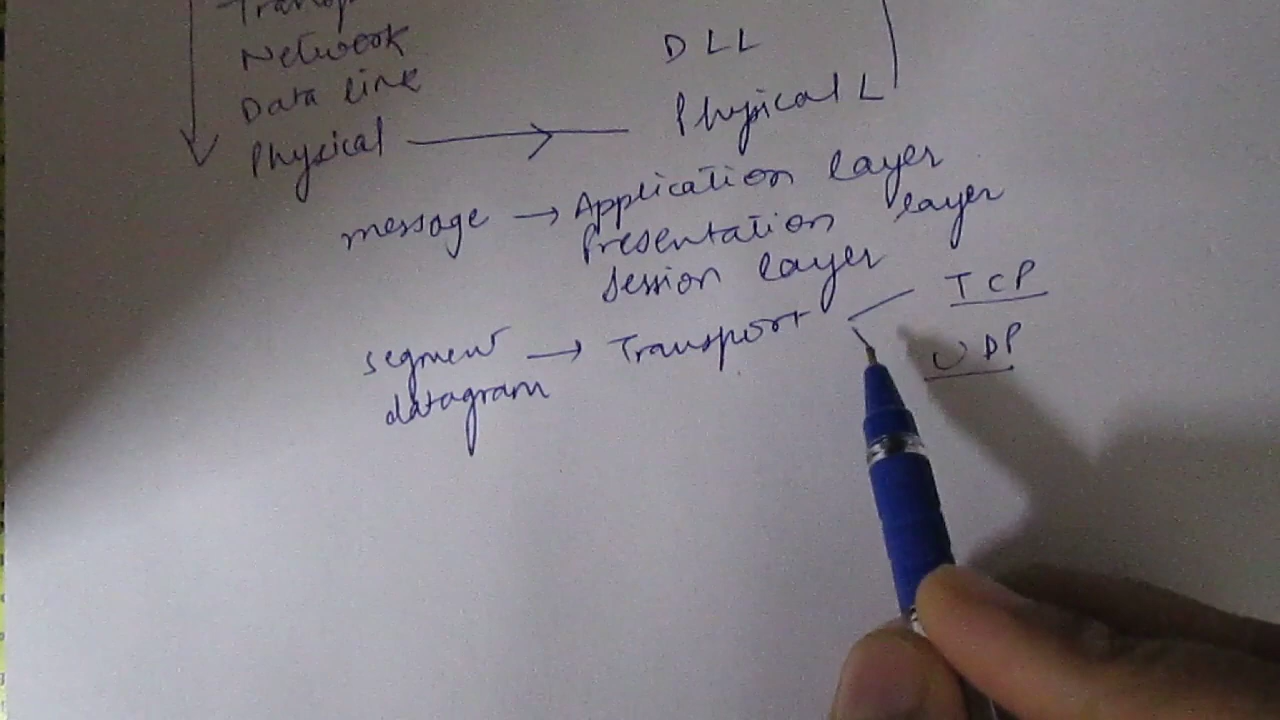 Network
Data line
Physical
DLL
Physical L
message → Application layer
Presentation layer
Session layer
segment → Transport
datagram
TCP
UDP